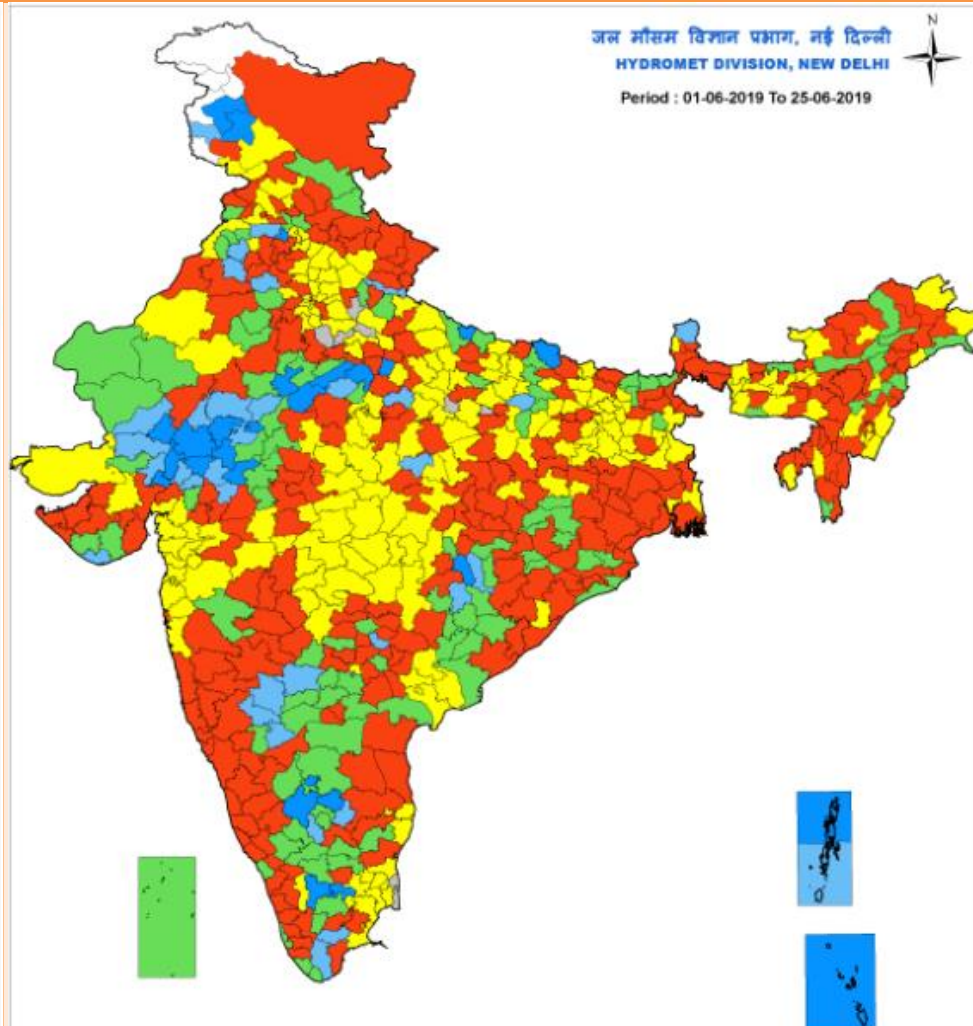 जल मौसम विज्ञान प्रभाग, नई दिल्ली
HYDROMET DIVISION, NEW DELHI
Period : 01-06-2019 To 25-06-2019
N